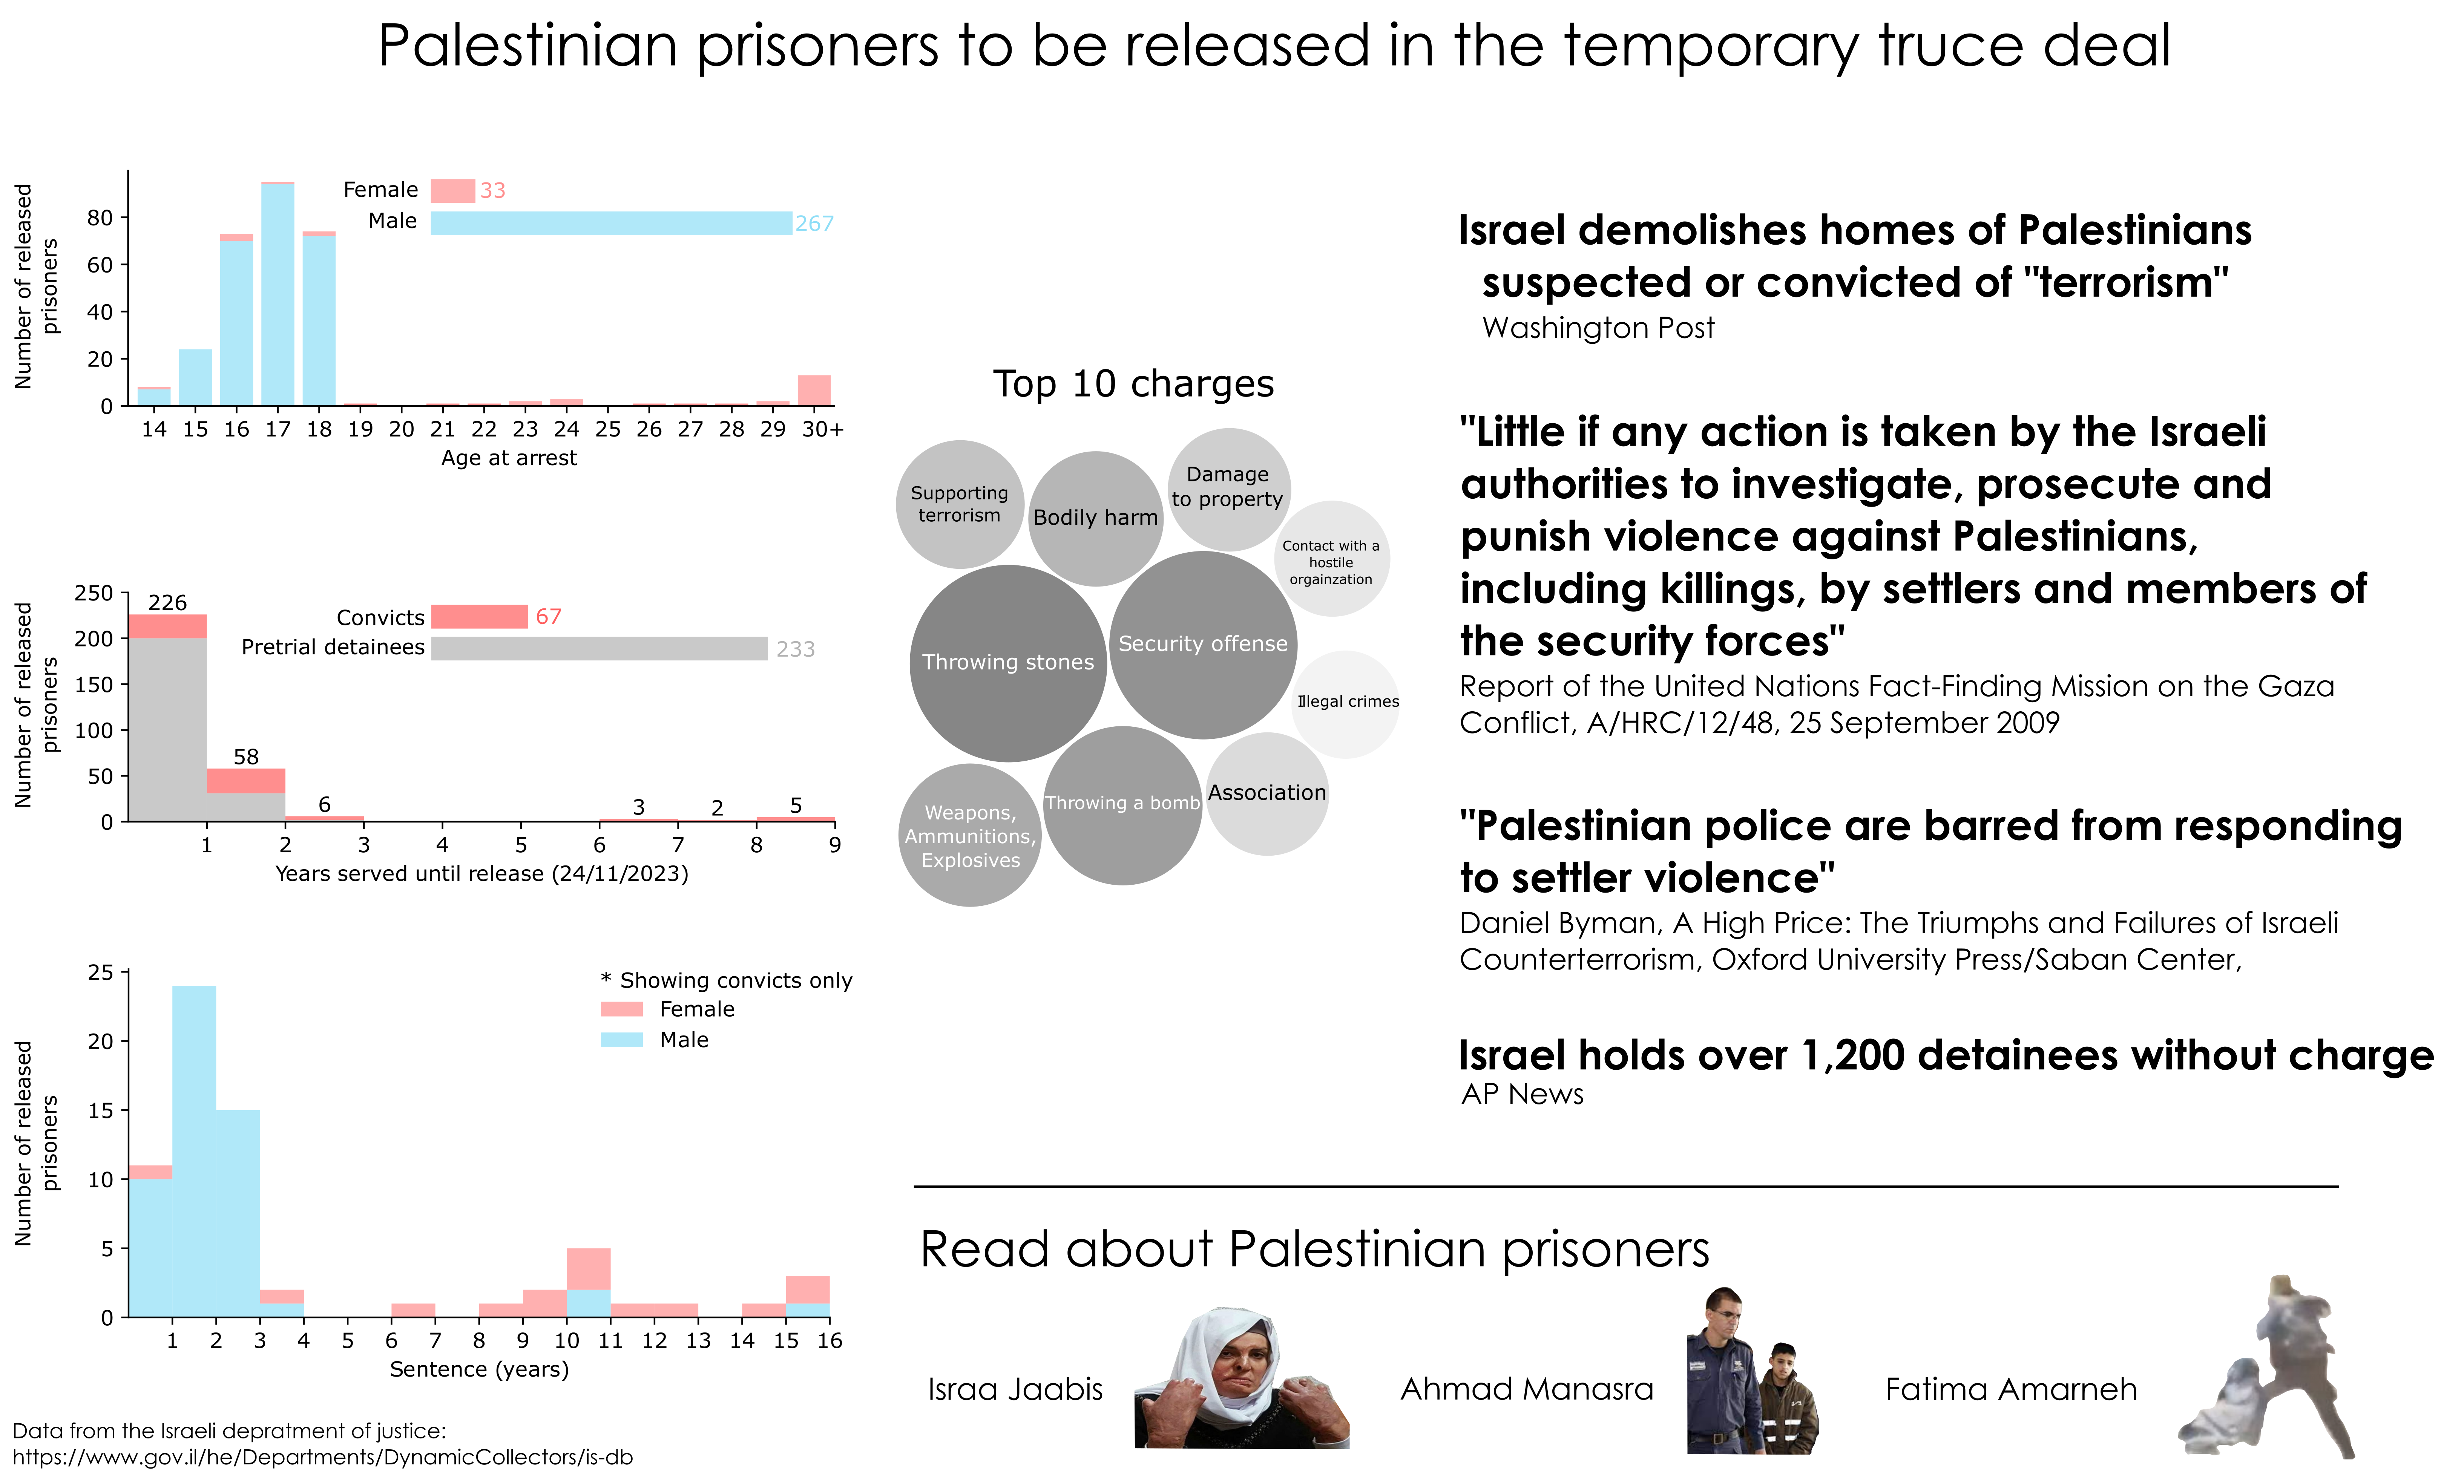 Palestinian prisoners to be released in the temporary truce deal
Number of released
prisoners
80
60
40
20
0
Female
33
Male
267
14 15 16 17 18 19 20 21 22 23 24 25 26 27 28 29 30+
Age at arrest
Number of released
prisoners
250
200
150
100
50
0
226
58
6
3
2
5
Convicts
67
Pretrial detainees
233
1 2 3 4 5 6 7 8 9
Years served until release (24/11/2023)
Number of released
prisoners
25
20
15
10
5
0
* Showing convicts only
Female
Male
1 2 3 4 5 6 7 8 9 10 11 12 13 14 15 16
Sentence (years)
Data from the Israeli depratment of justice:
https://www.gov.il/he/Departments/DynamicCollectors/is-db
Top 10 charges
Supporting
terrorism
Bodily harm
Damage
to property
Contact with a
hostile
orgainzation
Throwing stones
Security offense
Illegal crimes
Weapons,
Ammunitions,
Explosives
Throwing a bomb
Association
Israel demolishes homes of Palestinians
suspected or convicted of "terrorism"
Washington Post
"Little if any action is taken by the Israeli
authorities to investigate, prosecute and
punish violence against Palestinians,
including killings, by settlers and members of
the security forces"
Report of the United Nations Fact-Finding Mission on the Gaza
Conflict, A/HRC/12/48, 25 September 2009
"Palestinian police are barred from responding
to settler violence"
Daniel Byman, A High Price: The Triumphs and Failures of Israeli
Counterterrorism, Oxford University Press/Saban Center,
Israel holds over 1,200 detainees without charge
AP News
Read about Palestinian prisoners
Israa Jaabis
Ahmad Manasra
Fatima Amarneh